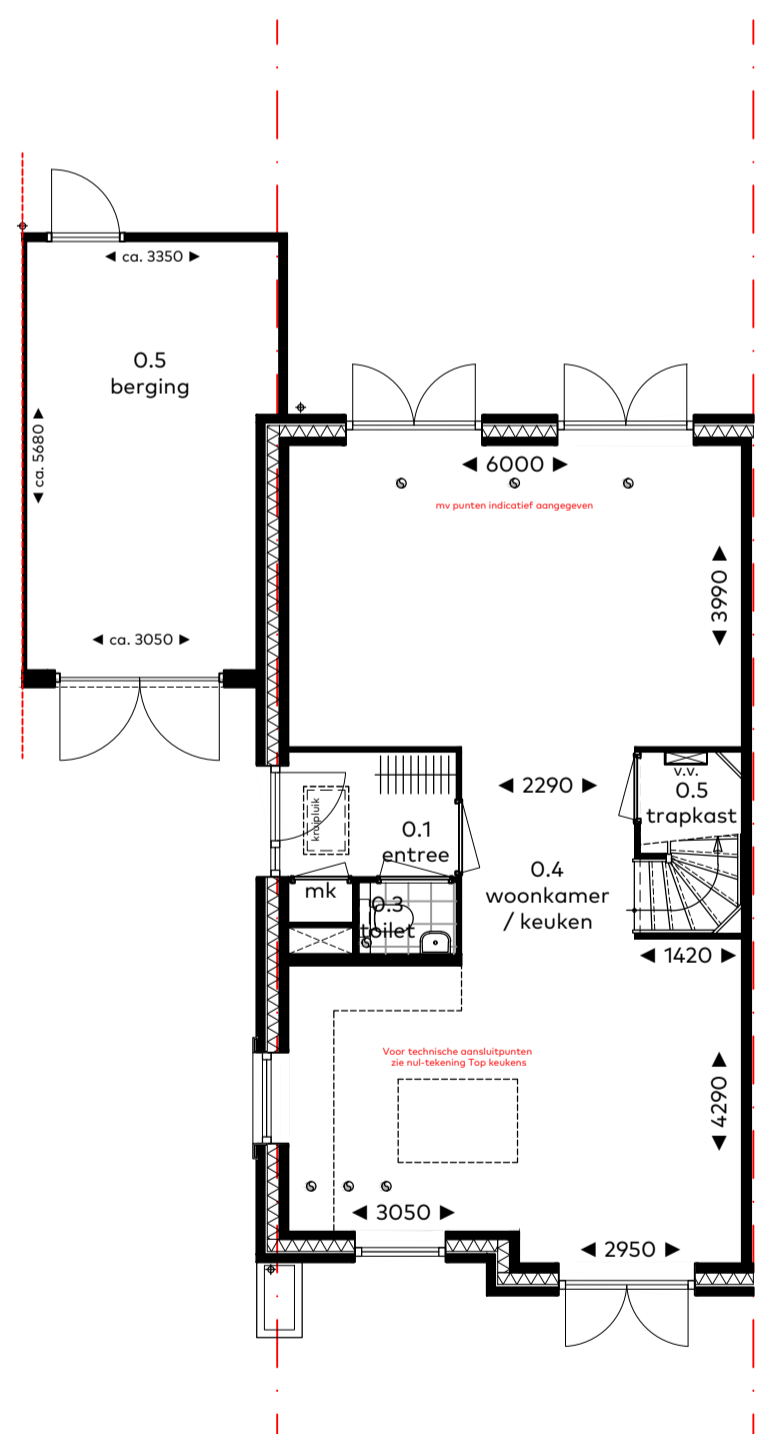 ca. 3350
0.5
berging
ca. 5680
6000
mv punten indicatief aangegeven
3990
ca. 3050
2290
v.v.
0.5
trapkast
kruipluik
0.1
entree
0.4
woonkamer
/ keuken
mk
0.3
toilet
1420
Voor technische aansluitpunten
zie nul-tekening Top keukens
4290
3050
2950